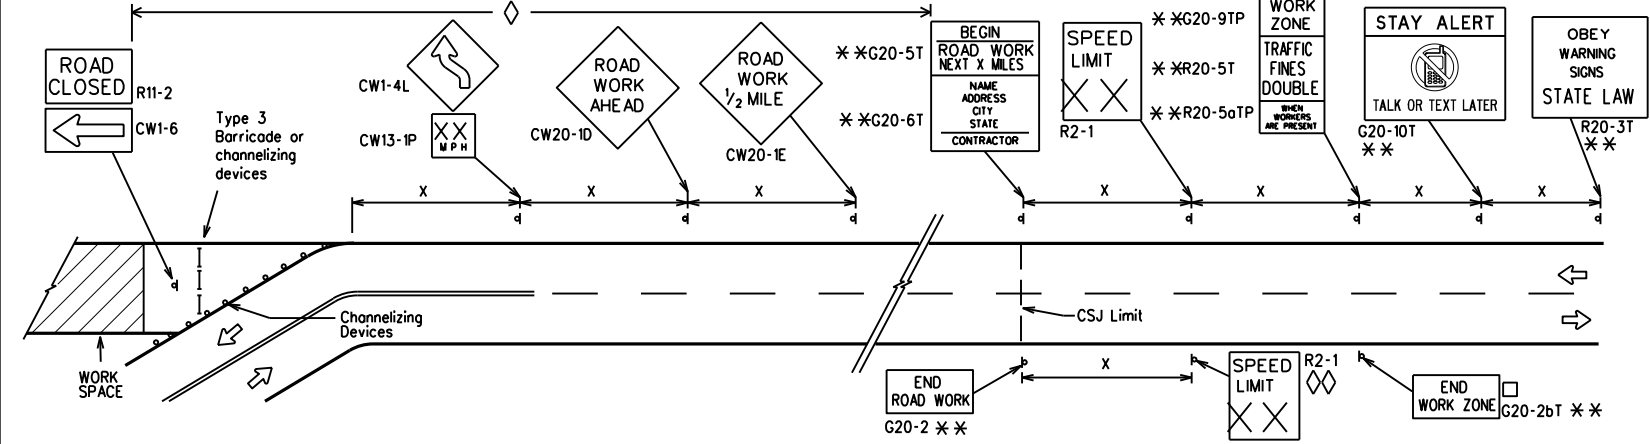 ROAD
CLOSED
R11-2
CW1-6
Type 3
Barricade or
channelizing
devices
CW1-4L
XX
MPH
CW13-1P
ROAD
WORK
AHEAD
CW20-1D
ROAD
WORK
1/2 MILE
CW20-1E
**G20-5T
**G20-6T
BEGIN
ROAD WORK
NEXT X MILES
NAME
ADDRESS
CITY
STATE
CONTRACTOR
SPEED
LIMIT
XX
R2-1
**G20-9TP
**R20-5T
**R20-5aTP
WORK
ZONE
TRAFFIC
FINES
DOUBLE
WHEN
WORKERS
ARE PRESENT
STAY ALERT
TALK OR TEXT LATER
G20-10T
**
OBEY
WARNING
SIGNS
STATE LAW
R20-3T
**
X
X
X
X
X
X
X
Channelizing
Devices
CSJ Limit
WORK
SPACE
END
ROAD WORK
G20-2 **
X
SPEED
LIMIT
XX
R2-1
END
WORK ZONE
G20-2bT **